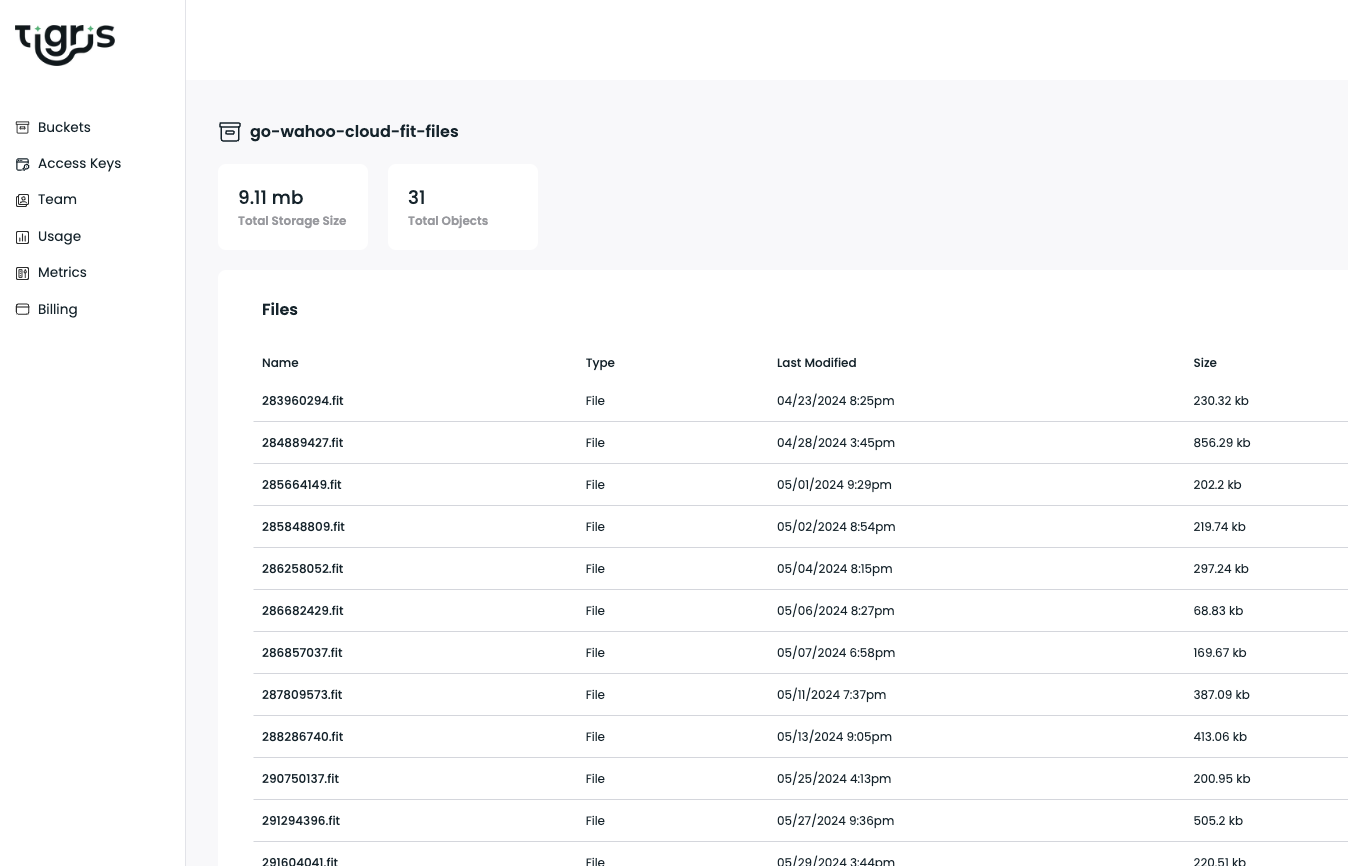 tigris
Buckets
Access Keys
Team
Usage
Metrics
Billing
go-wahoo-cloud-fit-files
9.11 mb
Total Storage Size
31
Total Objects
Files
Name Type Last Modified Size
283960294.fit File 04/23/2024 8:25pm 230.32 kb
284889427.fit File 04/28/2024 3:45pm 856.29 kb
285664149.fit File 05/01/2024 9:29pm 202.2 kb
285848809.fit File 05/02/2024 8:54pm 219.74 kb
286258052.fit File 05/04/2024 8:15pm 297.24 kb
286682429.fit File 05/06/2024 8:27pm 68.83 kb
286857037.fit File 05/07/2024 6:58pm 169.67 kb
287809573.fit File 05/11/2024 7:37pm 387.09 kb
288286740.fit File 05/13/2024 9:05pm 413.06 kb
290750137.fit File 05/25/2024 4:13pm 200.95 kb
291294396.fit File 05/27/2024 9:36pm 505.2 kb
291604041.fit File 05/29/2024 3:44pm 220.51 kb